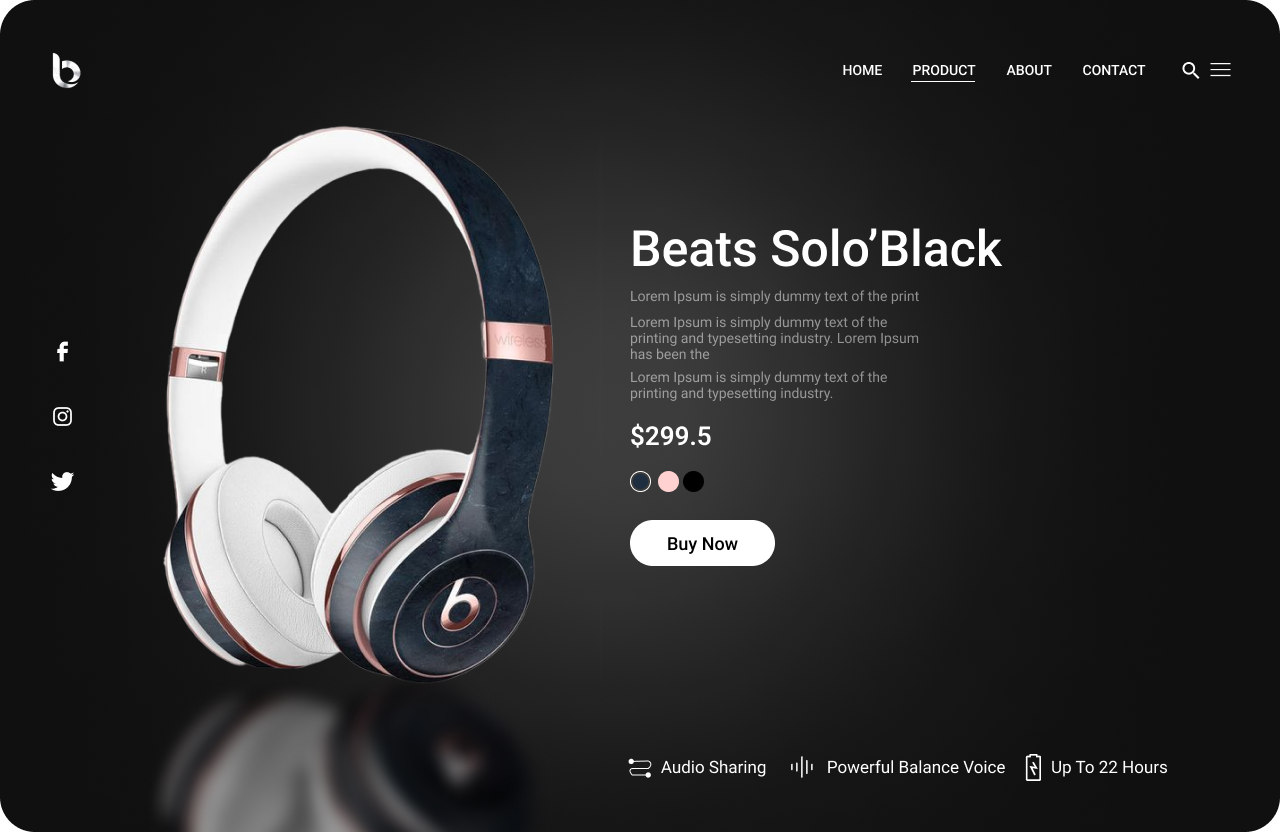 HOME PRODUCT ABOUT CONTACT
Beats Solo’Black
Lorem Ipsum is simply dummy text of the print
Lorem Ipsum is simply dummy text of the
printing and typesetting industry. Lorem Ipsum
has been the
Lorem Ipsum is simply dummy text of the
printing and typesetting industry.
wireless
$299.5
Buy Now
Audio Sharing Powerful Balance Voice Up To 22 Hours